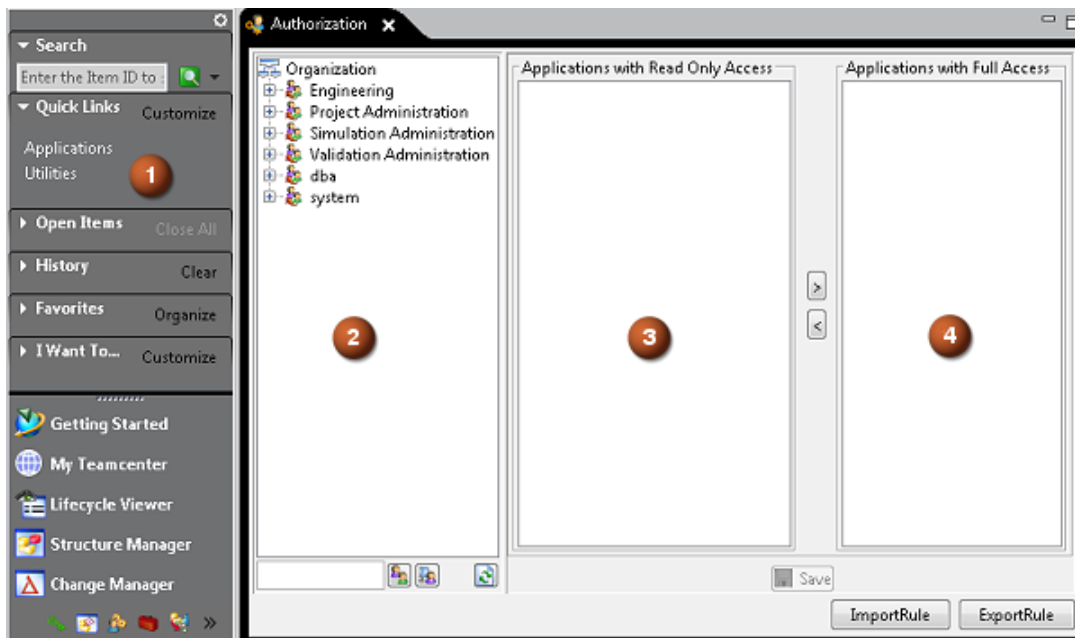 Search
Enter the Item ID to :
Quick Links Customize
Applications
Utilities
1
Open Items Close All
History Clear
Favorites Organize
I Want To... Customize
Getting Started
My Teamcenter
Lifecycle Viewer
Structure Manager
Change Manager
»
Authorization
Organization
Engineering
Project Administration
Simulation Administration
Validation Administration
dba
system
2
Applications with Read Only Access
3
>
<
Applications with Full Access
4
Save
ImportRule ExportRule